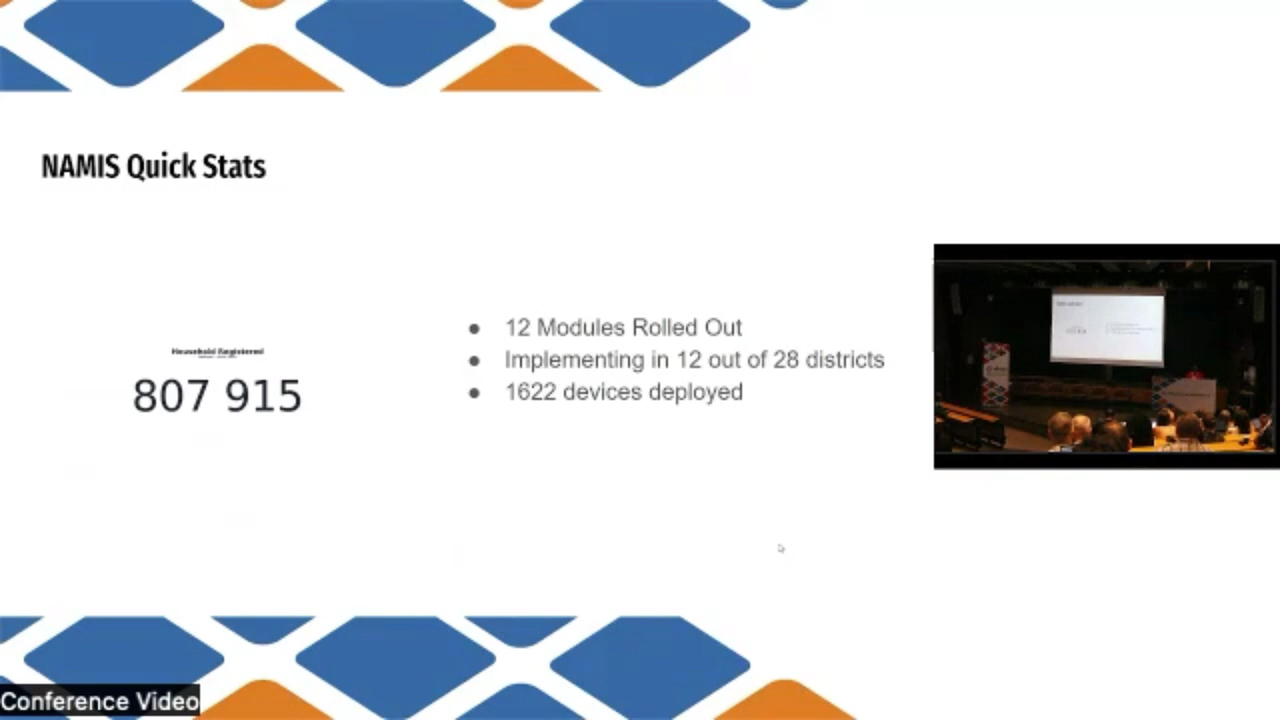 NAMIS Quick Stats
Household Registered
807 915
● 12 Modules Rolled Out
● Implementing in 12 out of 28 districts
● 1622 devices deployed
Conference Video